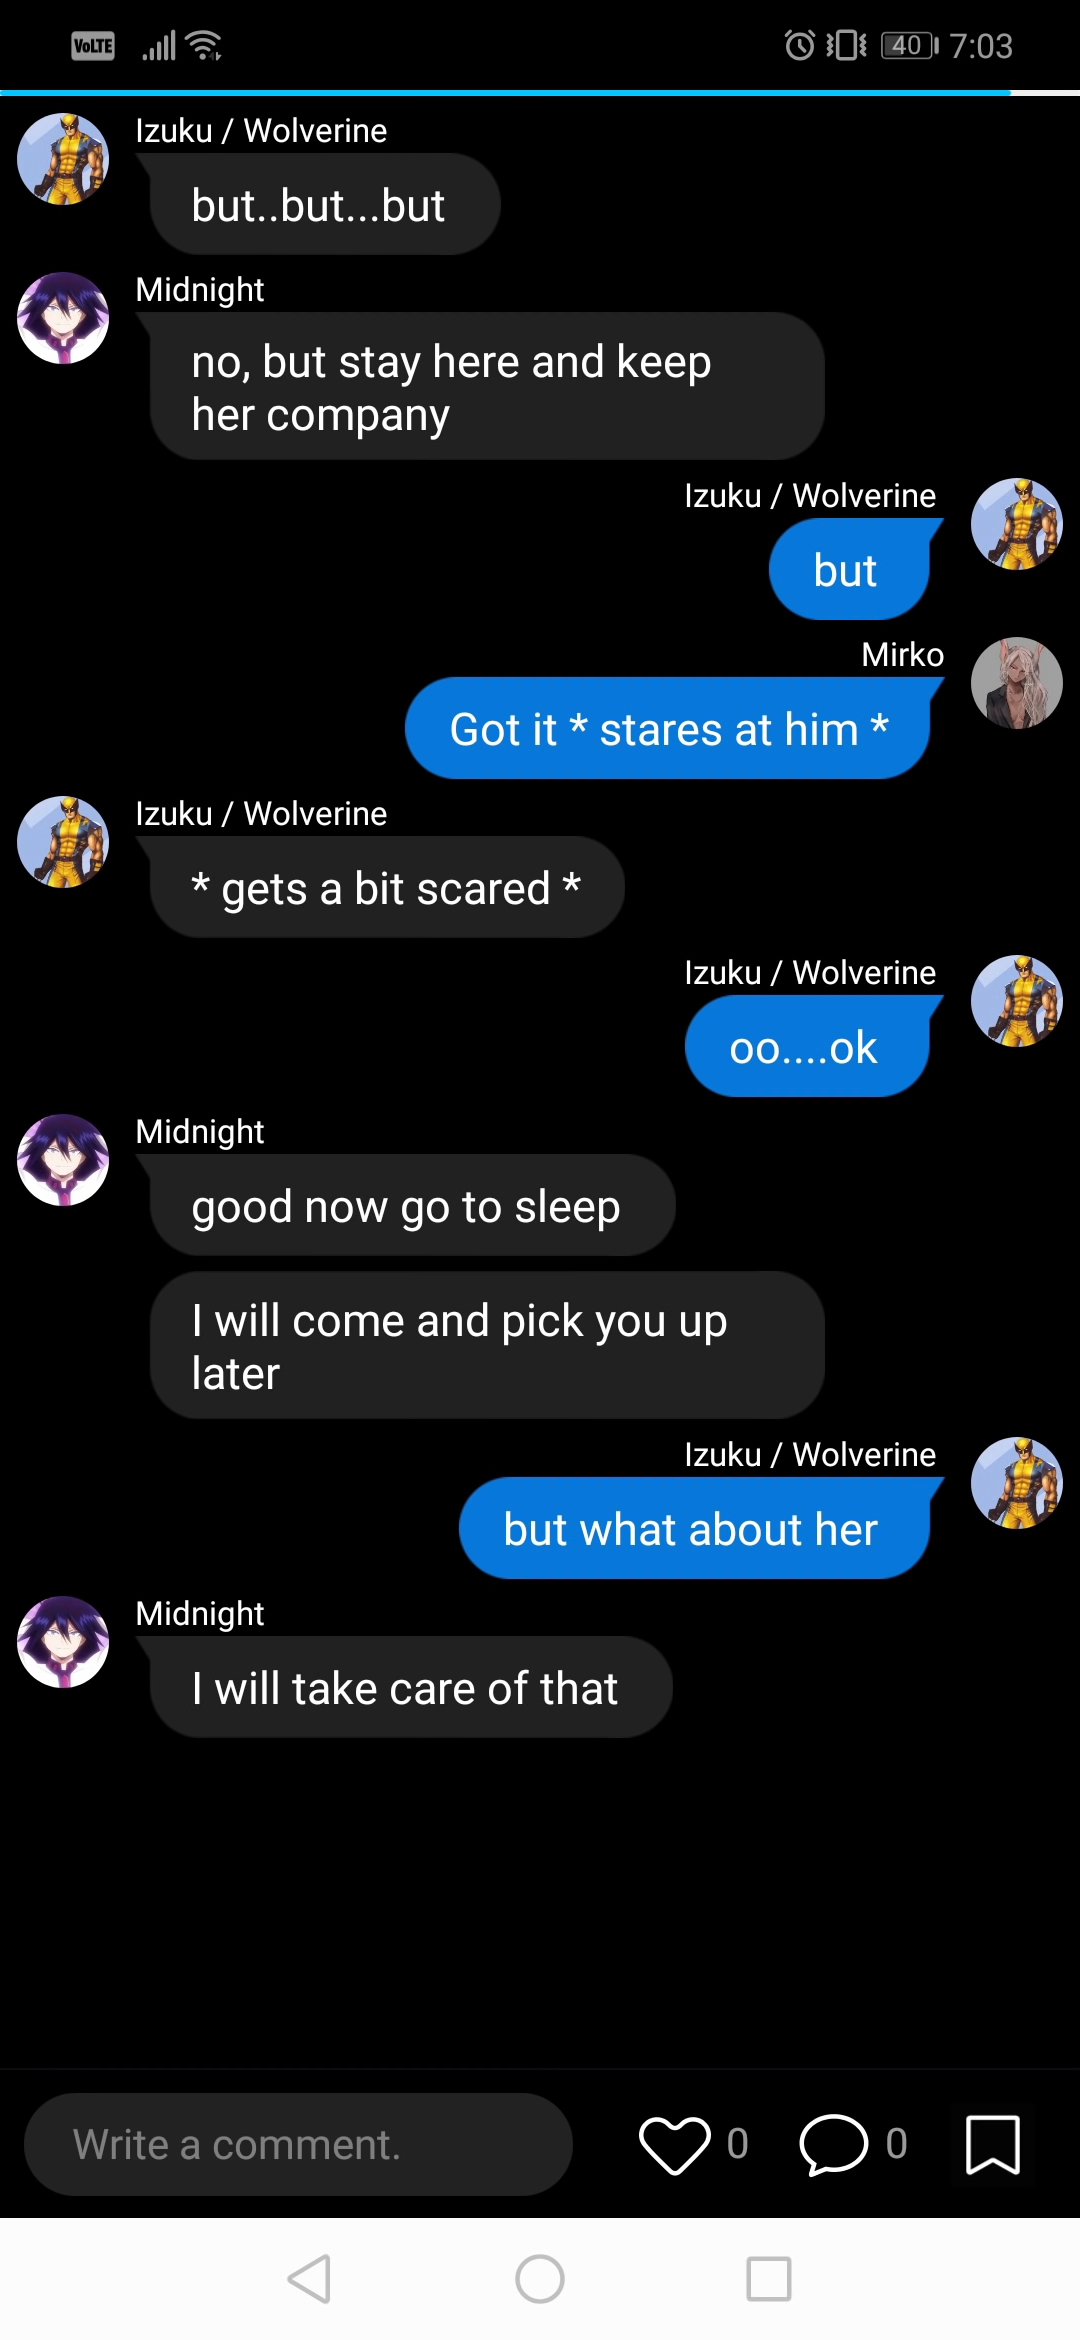 VoLTE
40
7:03
Izuku / Wolverine
but..but...but
Midnight
no, but stay here and keep
her company
Izuku / Wolverine
but
Mirko
Got it * stares at him *
Izuku / Wolverine
* gets a bit scared *
Izuku / Wolverine
oo....ok
Midnight
good now go to sleep
I will come and pick you up
later
Izuku / Wolverine
but what about her
Midnight
I will take care of that
Write a comment.
0
0